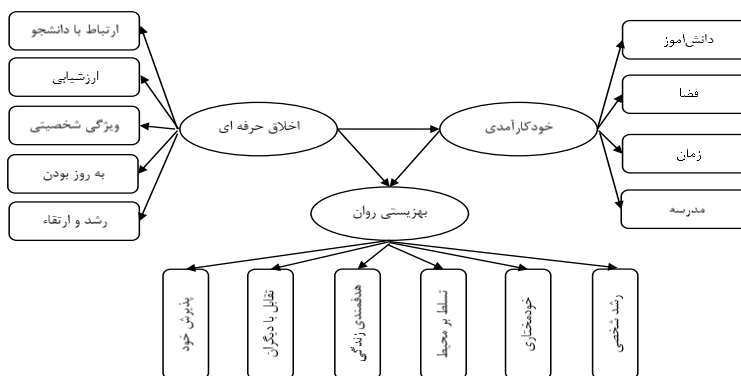 ارتباط با دانشجو
ارزشیابی
ویژگی شخصیتی
به روز بودن
رشد و ارتقاء
اخلاق حرفه ای
خودکارآمدی
دانش‌آموز
فضا
زمان
مدرسه
بهزیستی روان
پذیرش خود
تقابل با دیگران
هدفمندی زندگی
تسلط بر محیط
خودمختاری
رشد شخصی